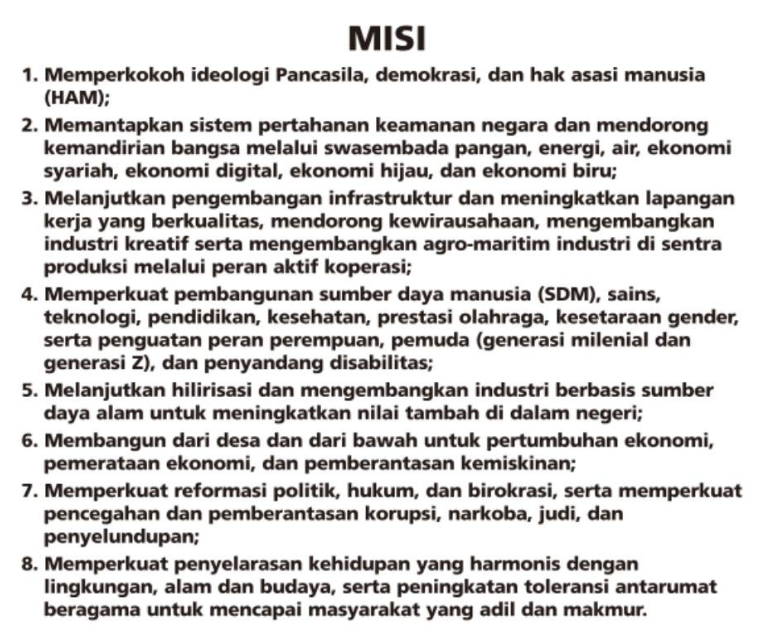 MISI
1. Memperkokoh ideologi Pancasila, demokrasi, dan hak asasi manusia
(HAM);
2. Memantapkan sistem pertahanan keamanan negara dan mendorong
kemandirian bangsa melalui swasembada pangan, energi, air, ekonomi
syariah, ekonomi digital, ekonomi hijau, dan ekonomi biru;
3. Melanjutkan pengembangan infrastruktur dan meningkatkan lapangan
kerja yang berkualitas, mendorong kewirausahaan, mengembangkan
industri kreatif serta mengembangkan agro-maritim industri di sentra
produksi melalui peran aktif koperasi;
4. Memperkuat pembangunan sumber daya manusia (SDM), sains,
teknologi, pendidikan, kesehatan, prestasi olahraga, kesetaraan gender,
serta penguatan peran perempuan, pemuda (generasi milenial dan
generasi Z), dan penyandang disabilitas;
5. Melanjutkan hilirisasi dan mengembangkan industri berbasis sumber
daya alam untuk meningkatkan nilai tambah di dalam negeri;
6. Membangun dari desa dan dari bawah untuk pertumbuhan ekonomi,
pemerataan ekonomi, dan pemberantasan kemiskinan;
7. Memperkuat reformasi politik, hukum, dan birokrasi, serta memperkuat
pencegahan dan pemberantasan korupsi, narkoba, judi, dan
penyelundupan;
8. Memperkuat penyelarasan kehidupan yang harmonis dengan
lingkungan, alam dan budaya, serta peningkatan toleransi antarumat
beragama untuk mencapai masyarakat yang adil dan makmur.